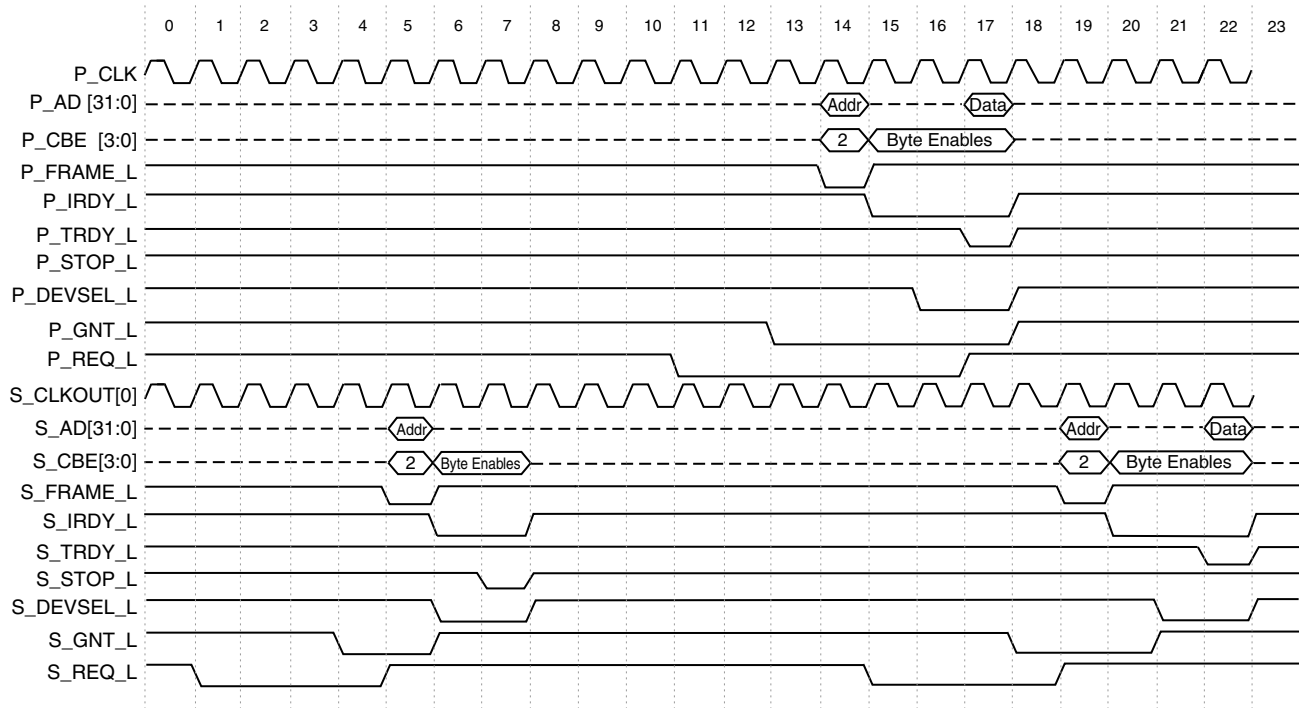 0 1 2 3 4 5 6 7 8 9 10 11 12 13 14 15 16 17 18 19 20 21 22 23
P_CLK
P_AD [31:0] Addr Data
P_CBE [3:0] 2 Byte Enables
P_FRAME_L
P_IRDY_L
P_TRDY_L
P_STOP_L
P_DEVSEL_L
P_GNT_L
P_REQ_L
S_CLKOUT[0]
S_AD[31:0] Addr Addr Data
S_CBE[3:0] 2 Byte Enables 2 Byte Enables
S_FRAME_L
S_IRDY_L
S_TRDY_L
S_STOP_L
S_DEVSEL_L
S_GNT_L
S_REQ_L